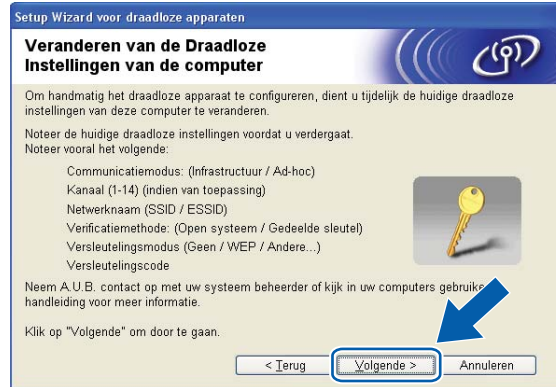 Setup Wizard voor draadloze apparaten
Veranderen van de Draadloze
Instellingen van de computer
Om handmatig het draadloze apparaat te configureren, dient u tijdelijk de huidige draadloze
instellingen van deze computer te veranderen.
Noteer de huidige draadloze instellingen voordat u verdergaat.
Noteer vooral het volgende:
Communicatiemodus: (Infrastructuur / Ad-hoc)
Kanaal (1-14) (indien van toepassing)
Netwerknaam (SSID / ESSID)
Verificatiemethode: (Open systeem / Gedeelde sleutel)
Versleutelingsmodus (Geen / WEP / Andere...)
Versleutelingscode
Neem A.U.B. contact op met uw systeem beheerder of kijk in uw computers
handleiding voor meer informatie.
Klik op "Volgende" om door te gaan.
< Terug Volgende > Annuleren